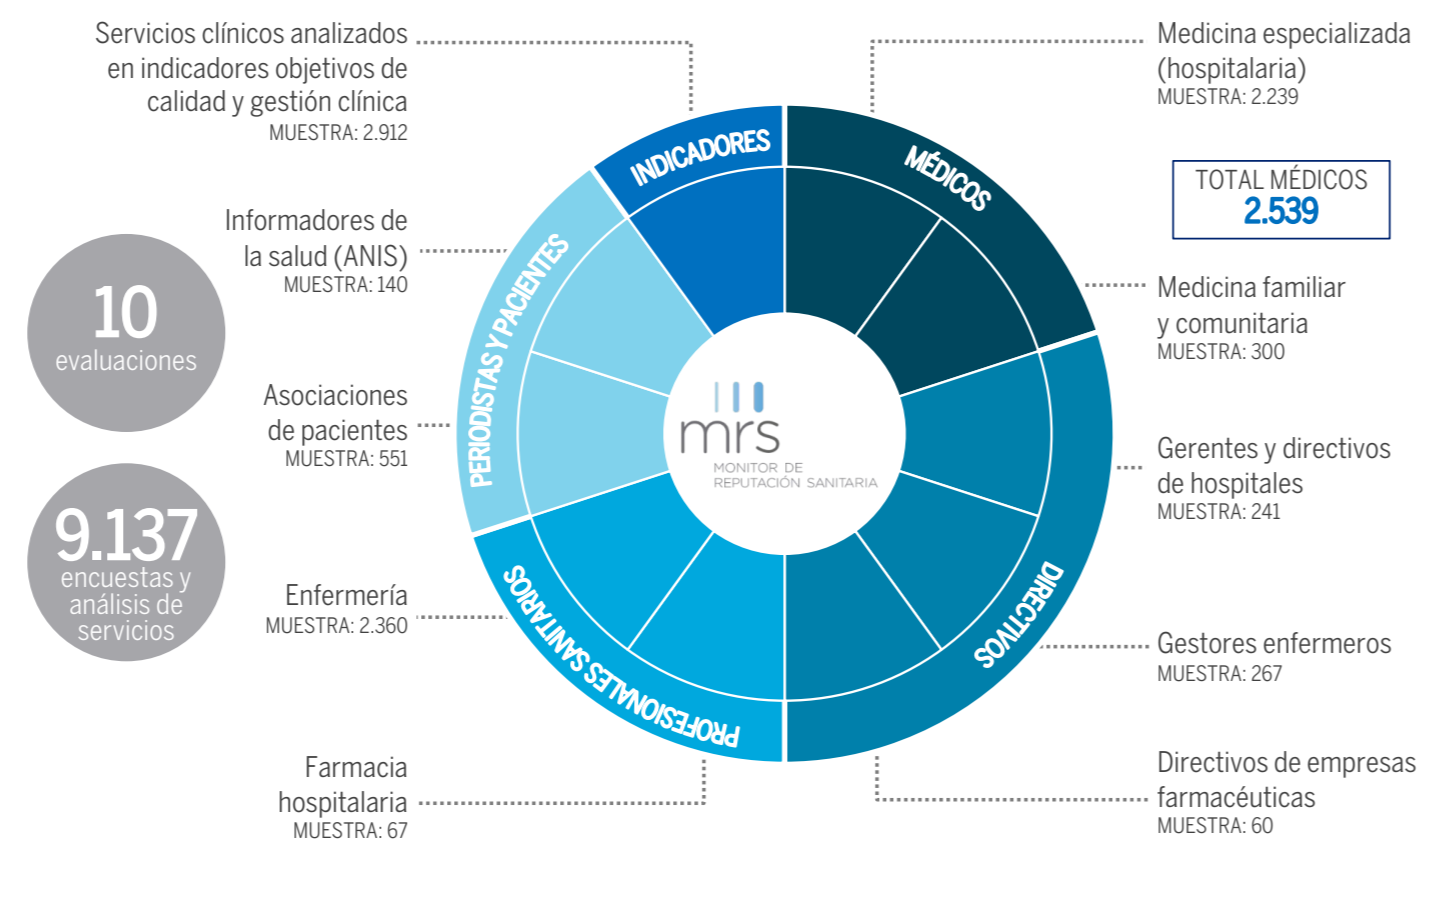 Servicios clínicos analizados
en indicadores objetivos de
calidad y gestión clínica
MUESTRA: 2.912
Informadores de
la salud (ANIS)
MUESTRA: 140
Asociaciones
de pacientes
MUESTRA: 551
Enfermería
MUESTRA: 2.360
Farmacia
hospitalaria
MUESTRA: 67
10
evaluaciones
9.137
encuestas y
análisis de
servicios
INDICADORES
MÉDICOS
PERIODISTAS Y PACIENTES
DIRECTIVOS
PROFESIONALES SANITARIOS
mrs
MONITOR DE
REPUTACIÓN SANITARIA
Medicina especializada
(hospitalaria)
MUESTRA: 2.239
TOTAL MÉDICOS
2.539
Medicina familiar
y comunitaria
MUESTRA: 300
Gerentes y directivos
de hospitales
MUESTRA: 241
Gestores enfermeros
MUESTRA: 267
Directivos de empresas
farmacéuticas
MUESTRA: 60